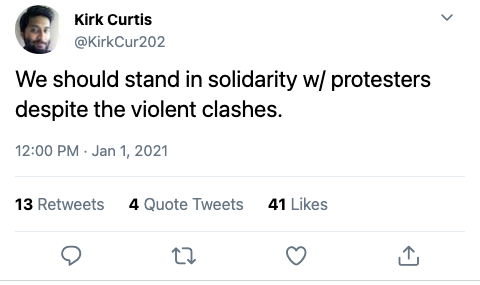 Kirk Curtis
@KirkCur202
We should stand in solidarity w/ protesters
despite the violent clashes.
12:00 PM · Jan 1, 2021
13 Retweets 4 Quote Tweets 41 Likes